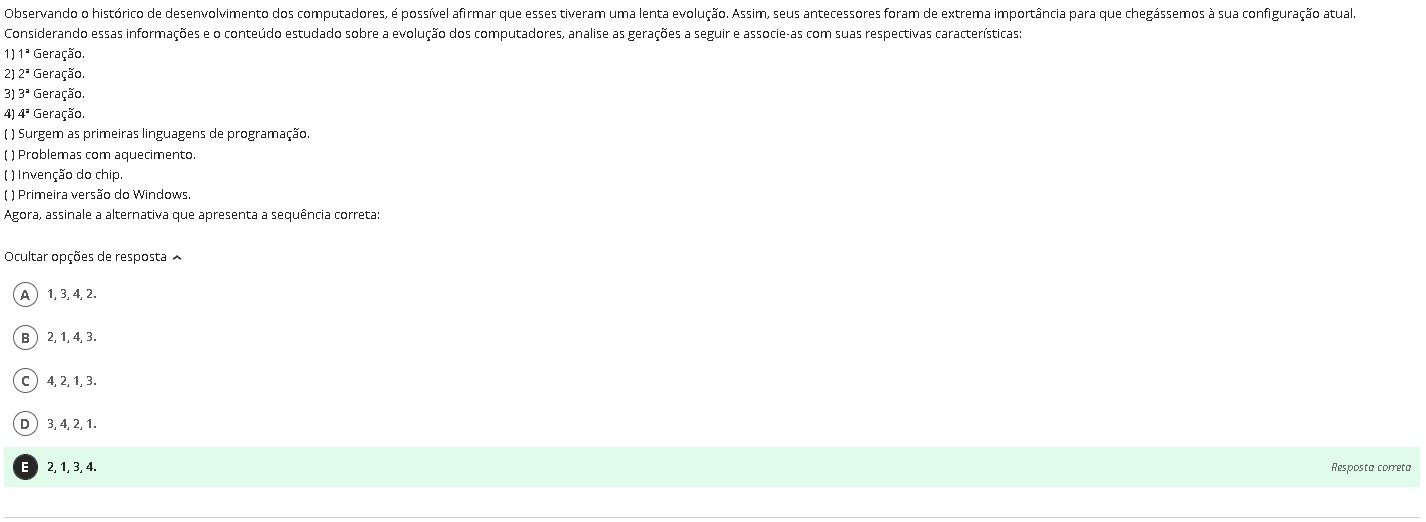 Observando o histórico de desenvolvimento dos computadores, é possível afirmar que esses tiveram uma lenta evolução. Assim, seus antecessores foram de extrema importância para que chegássemos à sua configuração atual.
Considerando essas informações e o conteúdo estudado sobre a evolução dos computadores, analise as gerações a seguir e associe-as com suas respectivas características:
1) 1ª Geração.
2) 2ª Geração.
3) 3ª Geração.
4) 4ª Geração.
( ) Surgem as primeiras linguagens de programação.
( ) Problemas com aquecimento.
( ) Invenção do chip.
( ) Primeira versão do Windows.
Agora, assinale a alternativa que apresenta a sequência correta:
Ocultar opções de resposta
A 1, 3, 4, 2.
B 2, 1, 4, 3.
C 4, 2, 1, 3.
D 3, 4, 2, 1.
E 2, 1, 3, 4. Resposta correta